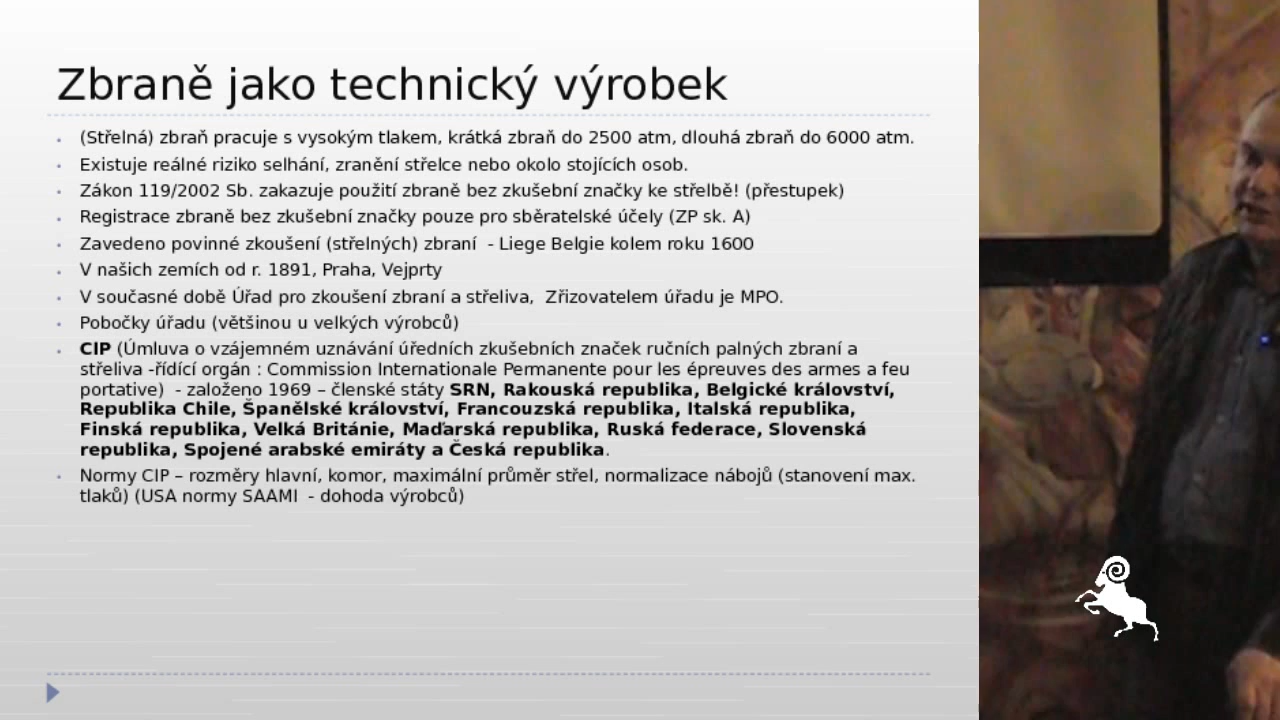 Zbraně jako technický výrobek
(Střelná) zbraň pracuje s vysokým tlakem, krátká zbraň do 2500 atm, dlouhá zbraň do 6000 atm.
Existuje reálné riziko selhání, zranění střelce nebo okolo stojících osob.
Zákon 119/2002 Sb. zakazuje použití zbraně bez zkušební značky ke střelbě! (přestupek)
Registrace zbraně bez zkušební značky pouze pro sběratelské účely (ZP sk. A)
Zavedeno povinné zkoušení (střelných) zbraní  - Liege Belgie kolem roku 1600
V našich zemích od r. 1891, Praha, Vejprty
V současné době Úřad pro zkoušení zbraní a střeliva,  Zřizovatelem úřadu je MPO.
Pobočky úřadu (většinou u velkých výrobců)
CIP (Úmluva o vzájemném uznávání úředních zkušebních značek ručních palných zbraní a
střeliva -řídící orgán : Commission Internationale Permanente pour les épreuves des armes a feu
portative)  - založeno 1969 – členské státy SRN, Rakouská republika, Belgické království,
Republika Chile, Španělské království, Francouzská republika, Italská republika,
Finská republika, Velká Británie, Maďarská republika, Ruská federace, Slovenská
republika, Spojené arabské emiráty a Česká republika.
Normy CIP – rozměry hlavní, komor, maximální průměr střel, normalizace nábojů (stanovení max.
tlaků) (USA normy SAAMI  - dohoda výrobců)